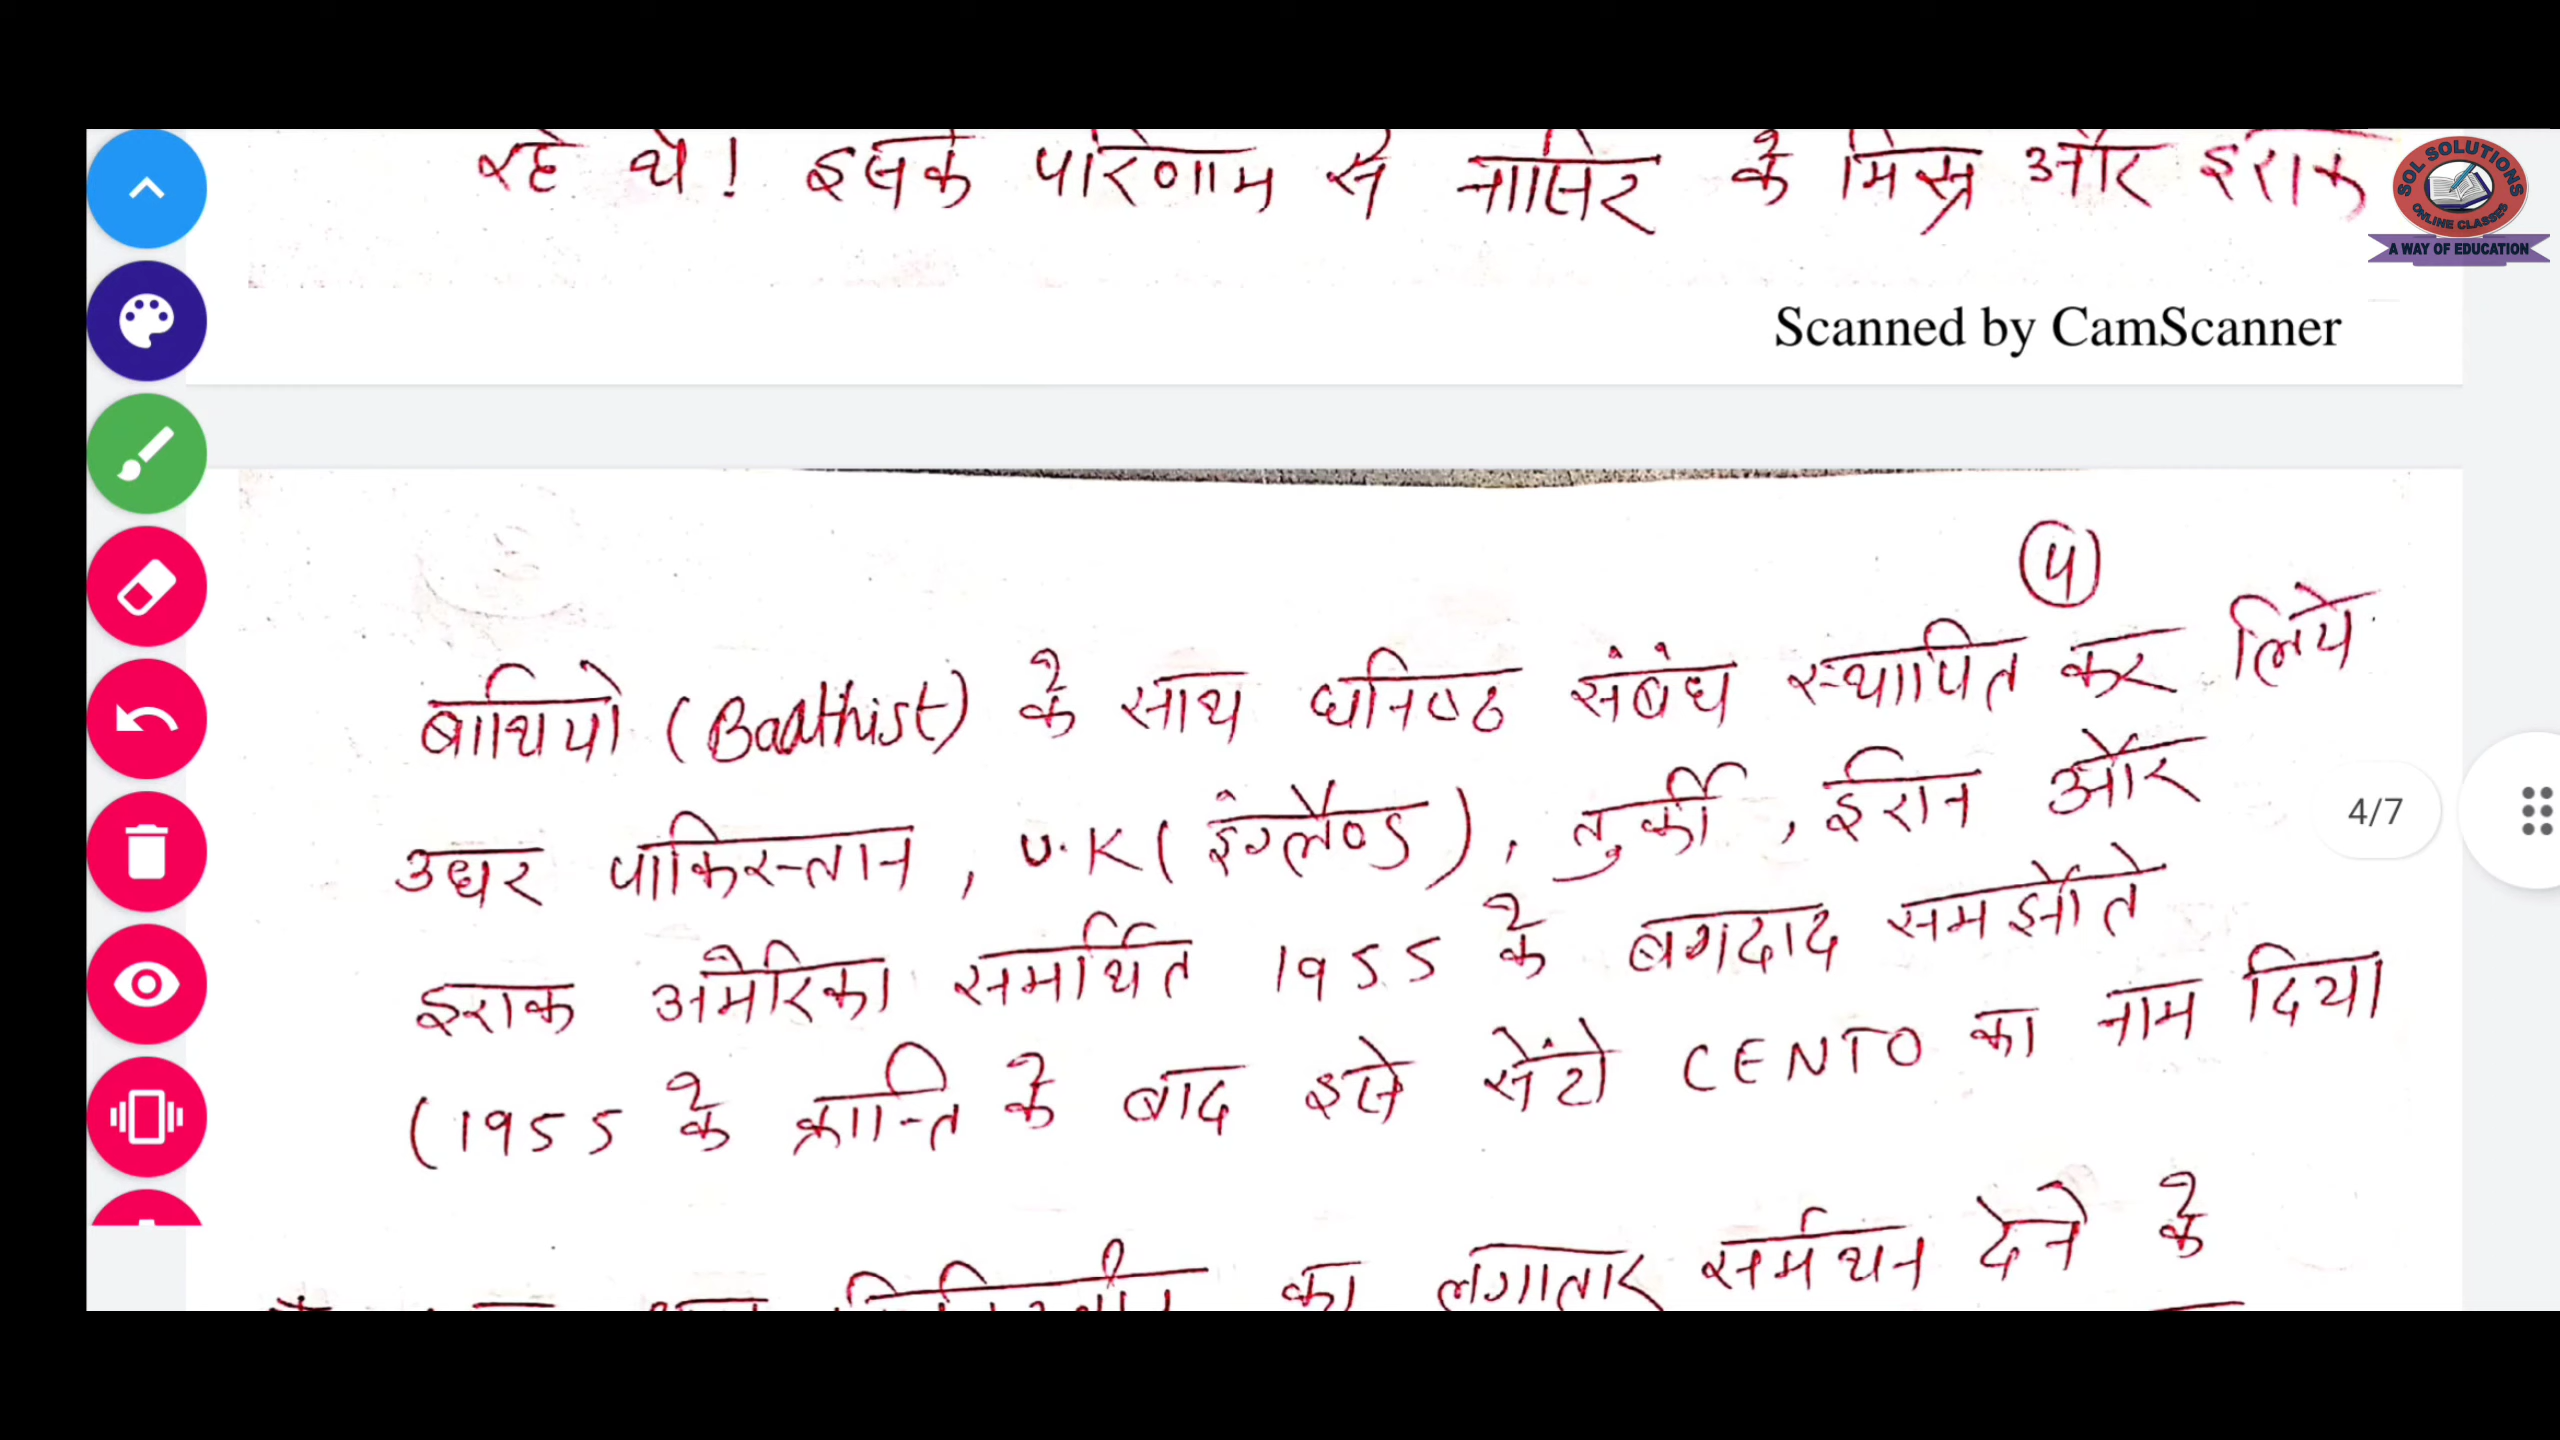 रहे थे! इसके परिणाम से नासिर के मिस्र और इराक
SOL SOLUTIONS
ONLINE CLASSES
A WAY OF EDUCATION
Scanned by CamScanner
4
बाथियो (Baathist) के साथ घनिष्ठ संबंध स्थापित कर लिये
उधर पाकिस्तान, U.K (इंग्लैण्ड), तुर्की, ईरान और
4/7
इराक अमेरिका समर्थित 1955 के बगदाद समझौते
(1955 के क्रान्ति के बाद इसे सेंटो CENTO का नाम दिया
का लगातार समर्थन देने के